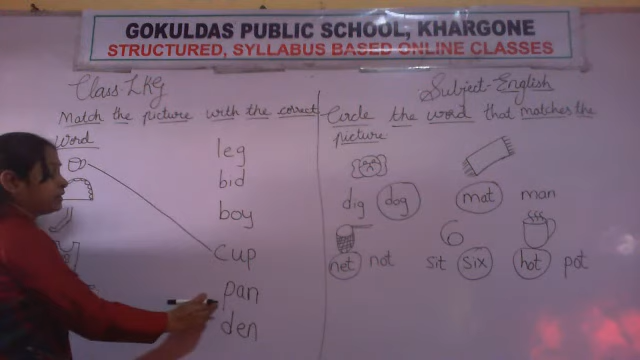 GOKULDAS PUBLIC SCHOOL, KHARGONE
STRUCTURED, SYLLABUS BASED ONLINE CLASSES
Class-LKG
Subject-English
Match the picture with the correct
word
leg
bid
boy
cup
pan
den
Circle the word that matches the
picture
dig dog mat man
6
net not sit six hot pot